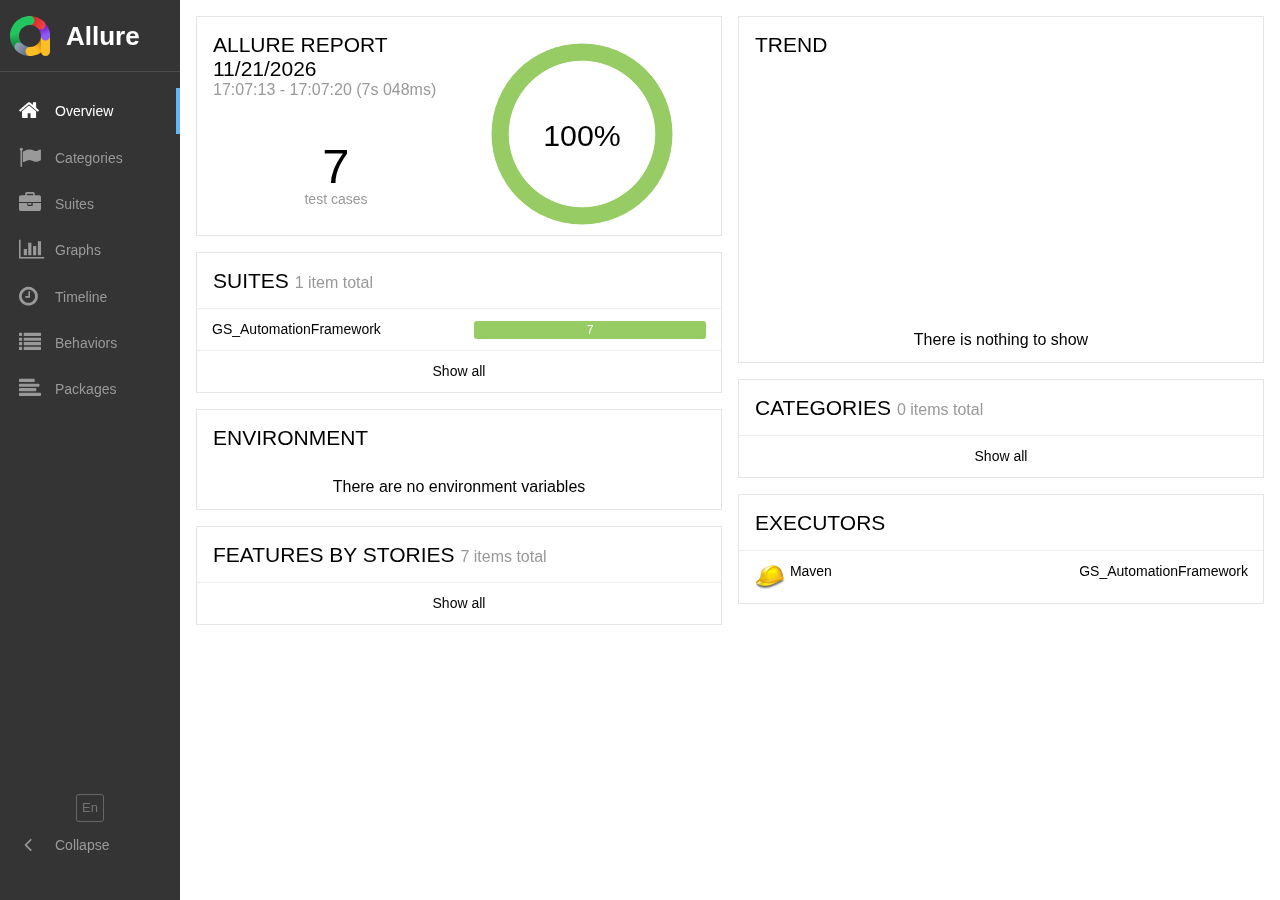 Allure
Overview
Categories
Suites
Graphs
Timeline
Behaviors
Packages
En
Collapse
ALLURE REPORT
11/21/2026
17:07:13 - 17:07:20 (7s 048ms)
7
test cases
100%
SUITES 1 item total
GS_AutomationFramework 7
Show all
ENVIRONMENT
There are no environment variables
FEATURES BY STORIES 7 items total
Show all
TREND
There is nothing to show
CATEGORIES 0 items total
Show all
EXECUTORS
Maven GS_AutomationFramework